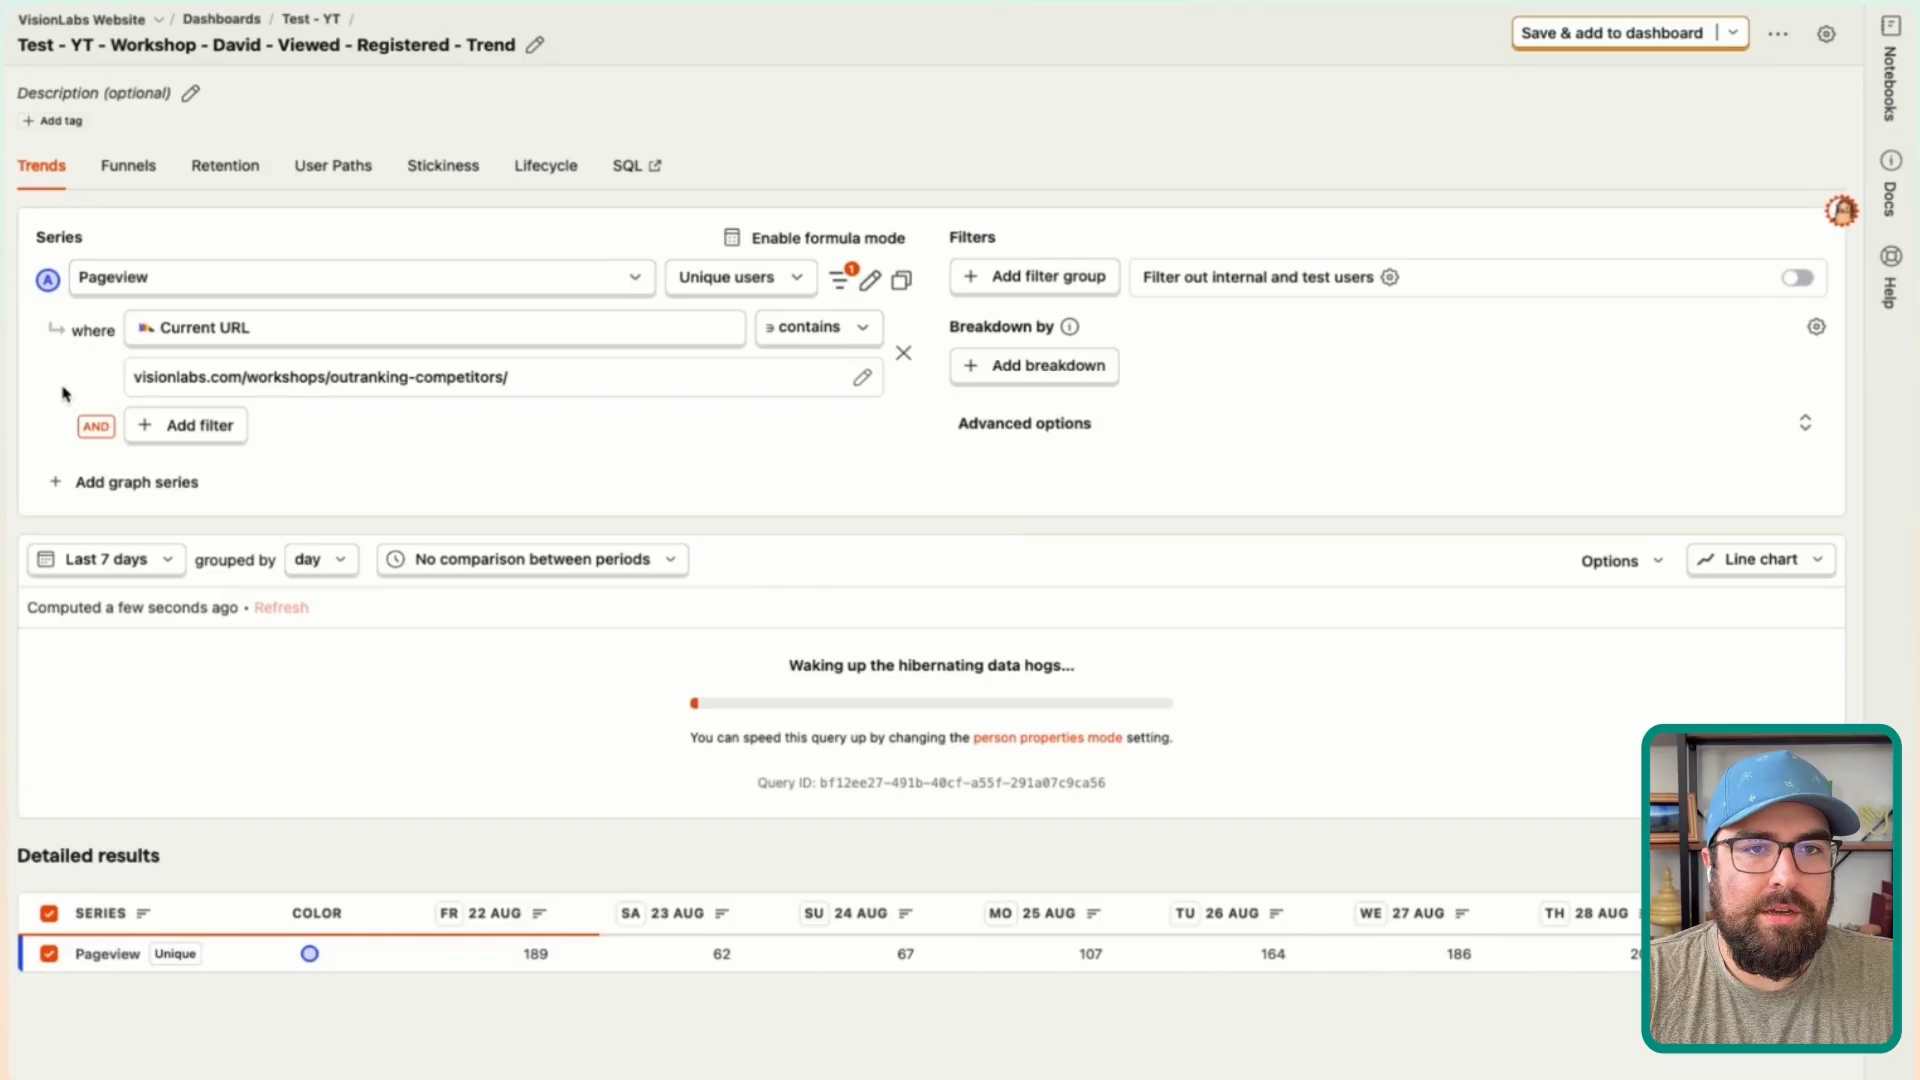 VisionLabs Website / Dashboards / Test - YT /
Test - YT - Workshop - David - Viewed - Registered - Trend
Save & add to dashboard
Description (optional)
Add tag
Trends Funnels Retention User Paths Stickiness Lifecycle SQL
Notebooks
Docs
Help
Series
Enable formula mode
A Pageview Unique users 1
where Current URL ∋ contains
visionlabs.com/workshops/outranking-competitors/
AND + Add filter
+ Add graph series
Filters
+ Add filter group
Filter out internal and test users
Breakdown by
+ Add breakdown
Advanced options
Last 7 days grouped by day No comparison between periods
Options Line chart
Computed a few seconds ago • Refresh
Waking up the hibernating data hogs...
You can speed this query up by changing the person properties mode setting.
Query ID: bf12ee27-491b-40cf-a55f-291a07c9ca56
Detailed results
SERIES COLOR FR 22 AUG SA 23 AUG SU 24 AUG MO 25 AUG TU 26 AUG WE 27 AUG TH 28 AUG
Pageview Unique 189 62 67 107 164 186